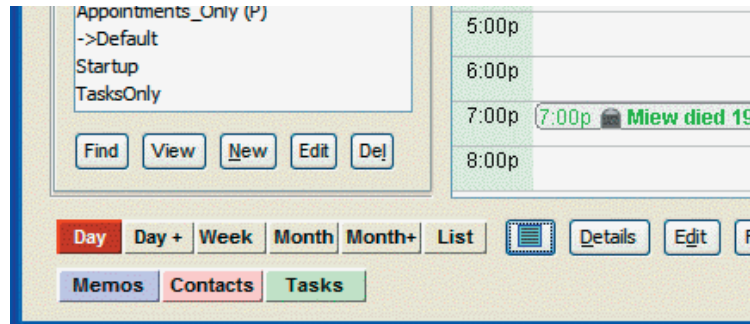 Appointments_Only (P)
->Default
Startup
TasksOnly
Find View New Edit Del
5:00p
6:00p
7:00p 7:00p Miew died 19
8:00p
Day Day + Week Month Month+ List Details Edit
Memos Contacts Tasks